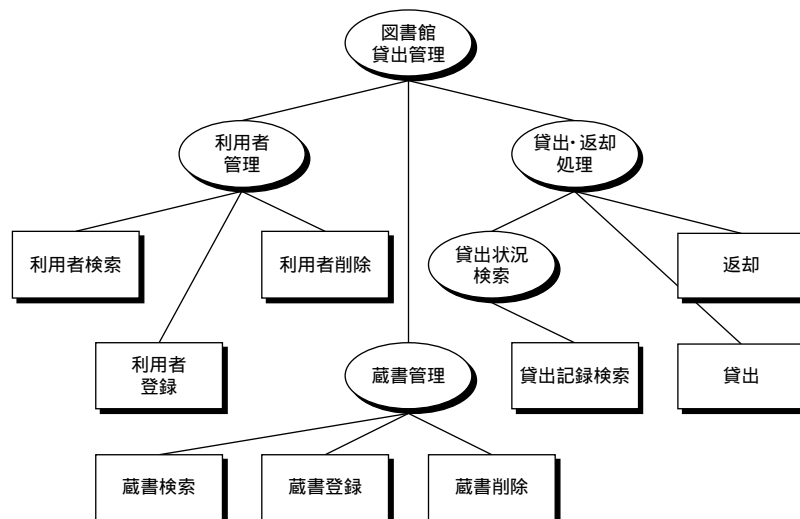 図書館
貸出管理
利用者
管理
貸出・返却
処理
利用者検索
利用者削除
貸出状況
検索
返却
利用者
登録
蔵書管理
貸出記録検索
貸出
蔵書検索
蔵書登録
蔵書削除